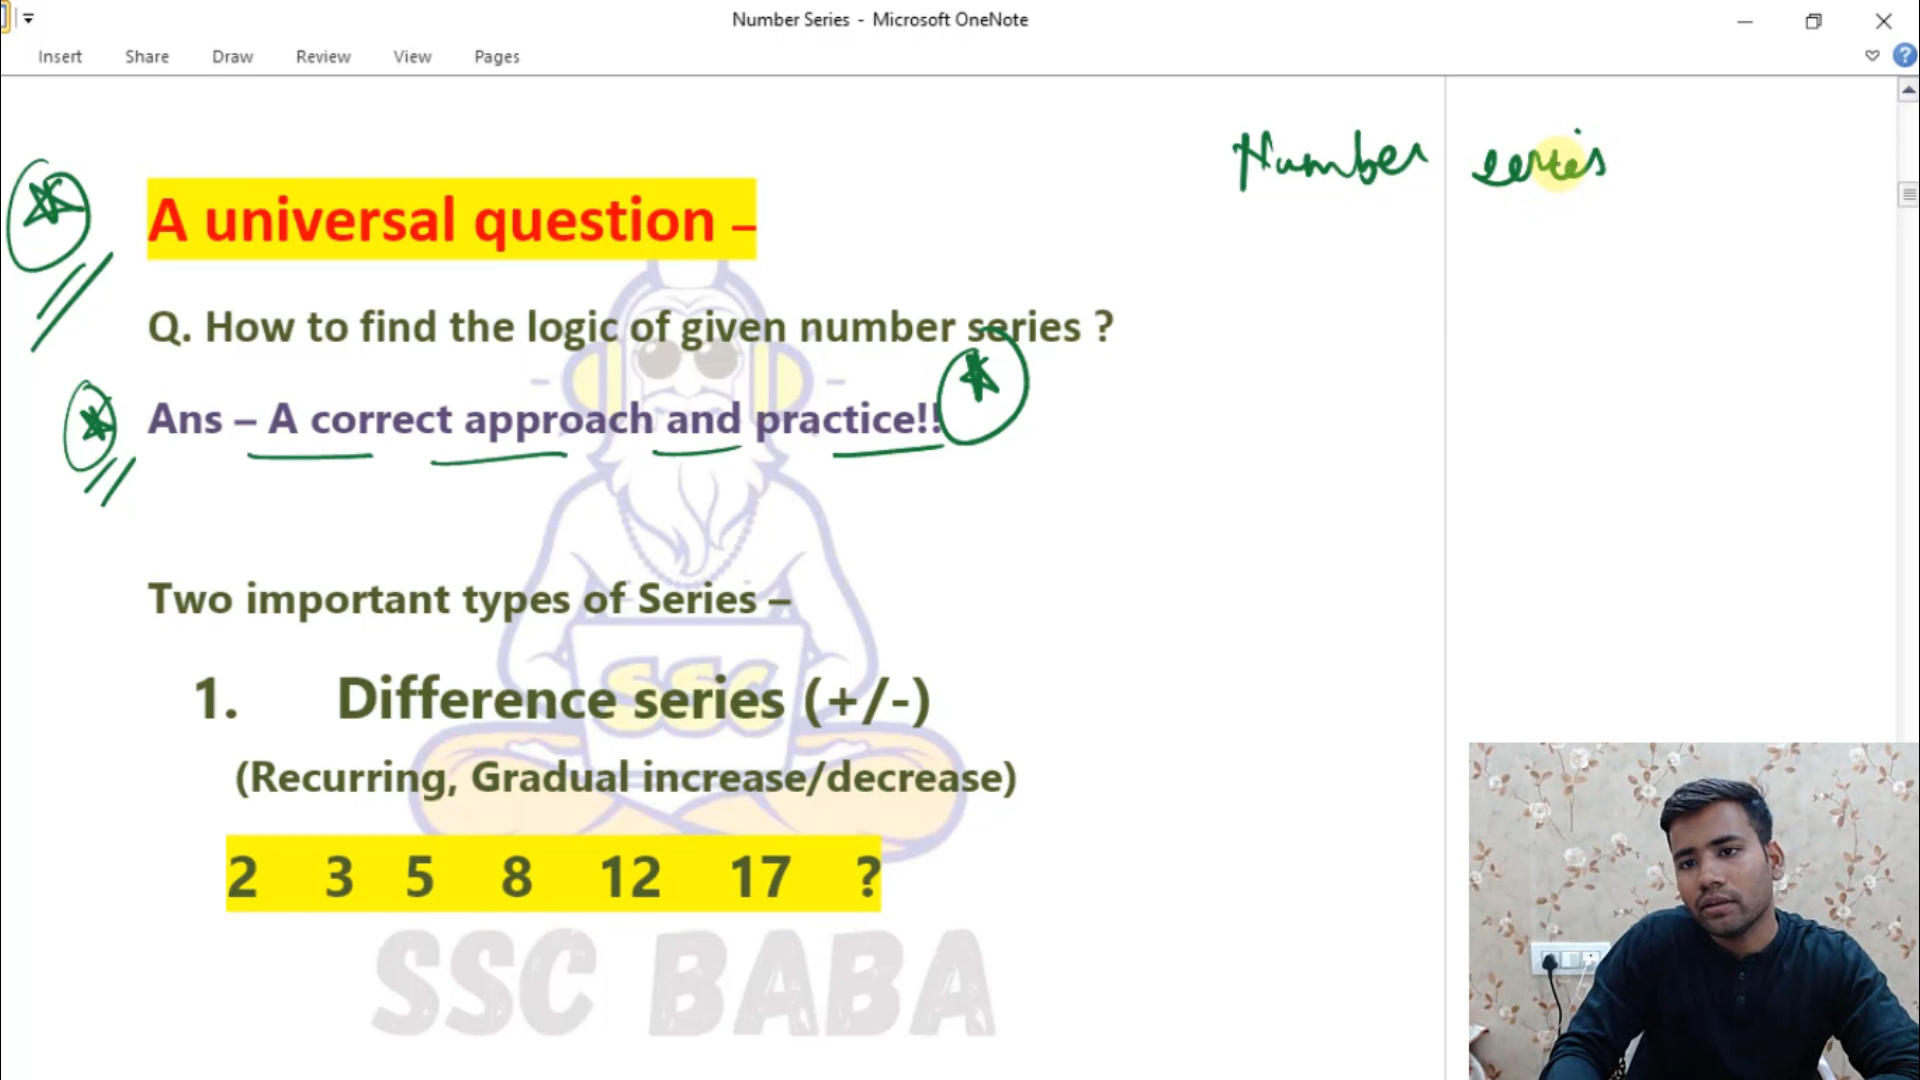 Number Series - Microsoft OneNote
Insert Share Draw Review View Pages
Number series
A universal question –
Q. How to find the logic of given number series ?
Ans – A correct approach and practice!!
Two important types of Series –
1. Difference series (+/-)
(Recurring, Gradual increase/decrease)
SSC
2 3 5 8 12 17 ?
SSC BABA